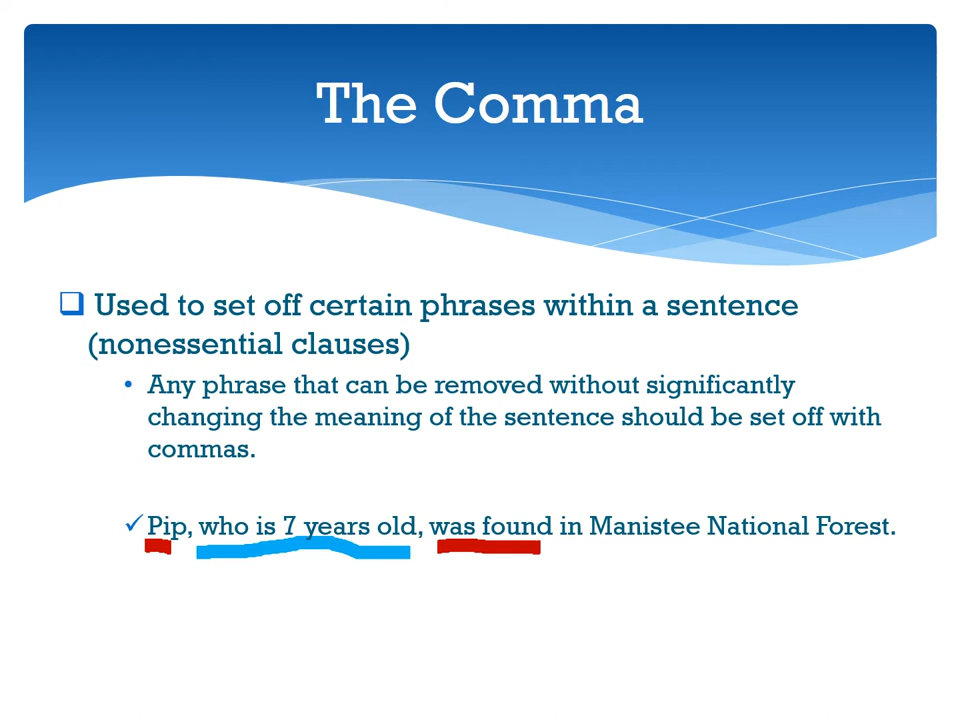 The Comma
Used to set off certain phrases within a sentence
(nonessential clauses)
• Any phrase that can be removed without significantly
changing the meaning of the sentence should be set off with
commas.
✓ Pip, who is 7 years old, was found in Manistee National Forest.